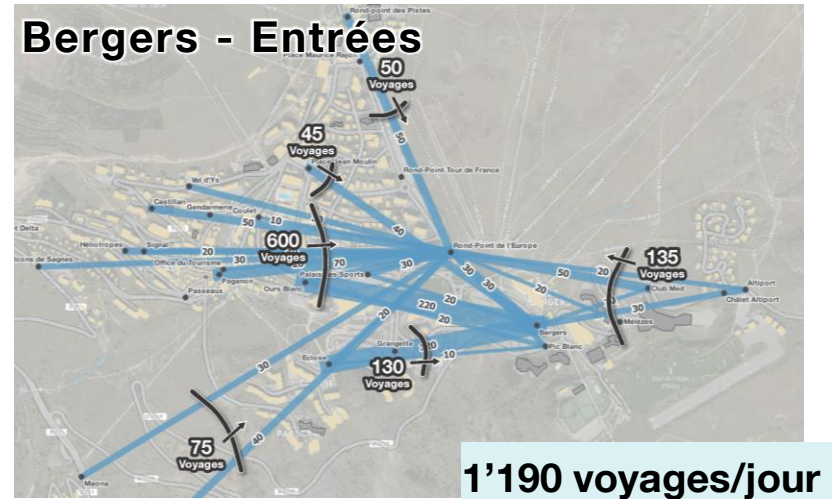 Rond-point des Pistes
Bergers - Entrées
Place Maurice Rajon
50
Voyages
50
45
Voyages
Place Jean Moulin
Rond-Point Tour de France
Val d'Ys
Castillan
Gendarmerie
Coulet
50
10
40
t Delta
600
Voyages
Rond-Point de l'Europe
Héliotropes
Signal
20
135
Voyages
lcons de Sagnes
Office du Tourisme
30
70
30
30
30
50
20
Paganon
Palais des Sports
Club Med
Altiport
Ours Blanc
20
Châlet Altiport
Passeaux
220
20
20
30
20
Mélèzes
Bergers
Grangette
10
Pic Blanc
Eclose
130
Voyages
30
75
Voyages
40
Maona
1'190 voyages/jour